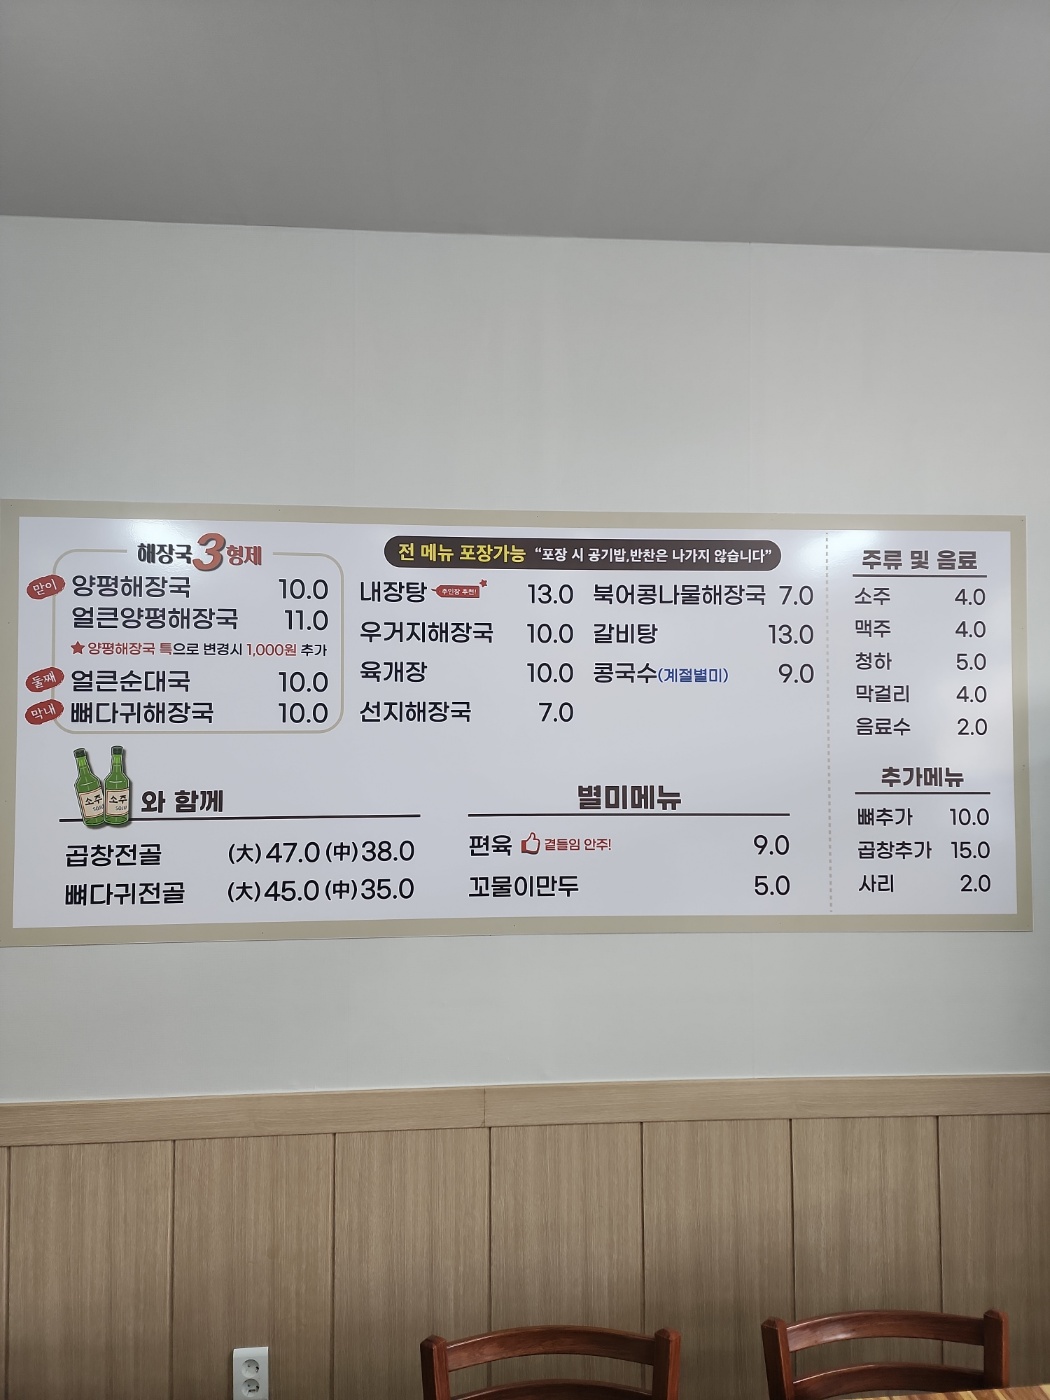 해장국 3형제
맏이 양평해장국 10.0
얼큰양평해장국 11.0
양평해장국 특으로 변경시 1,000원 추가
둘째 얼큰순대국 10.0
막내 뼈다귀해장국 10.0
전 메뉴 포장가능 “포장 시 공기밥,반찬은 나가지 않습니다”
내장탕 주인장 추천! 13.0
우거지해장국 10.0
육개장 10.0
선지해장국 7.0
북어콩나물해장국 7.0
갈비탕 13.0
콩국수(계절별미) 9.0
소주 소주 와 함께
곱창전골 (大)47.0 (中)38.0
뼈다귀전골 (大)45.0 (中)35.0
별미메뉴
편육 곁들임 안주! 9.0
꼬물이만두 5.0
주류 및 음료
소주 4.0
맥주 4.0
청하 5.0
막걸리 4.0
음료수 2.0
추가메뉴
뼈추가 10.0
곱창추가 15.0
사리 2.0